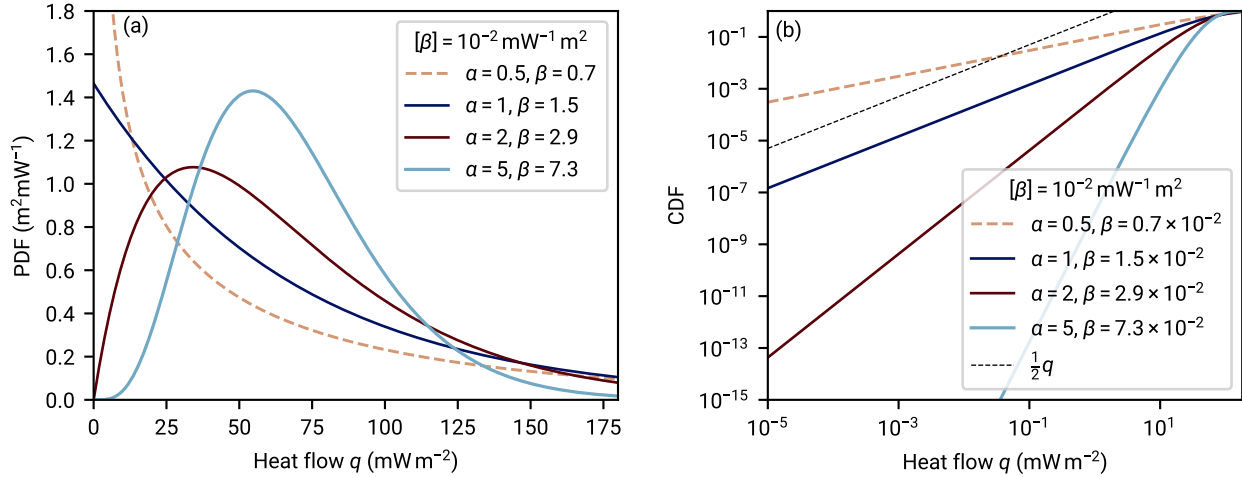 (a)
[β] = 10⁻² mW⁻¹ m²
α = 0.5, β = 0.7
α = 1, β = 1.5
α = 2, β = 2.9
α = 5, β = 7.3
PDF (m²mW⁻¹)
1.8
1.6
1.4
1.2
1.0
0.8
0.6
0.4
0.2
0.0
0
25
50
75
100
125
150
175
Heat flow q (mW m⁻²)
(b)
[β] = 10⁻² mW⁻¹ m²
α = 0.5, β = 0.7 × 10⁻²
α = 1, β = 1.5 × 10⁻²
α = 2, β = 2.9 × 10⁻²
α = 5, β = 7.3 × 10⁻²
½q
CDF
10⁻¹
10⁻³
10⁻⁵
10⁻⁷
10⁻⁹
10⁻¹¹
10⁻¹³
10⁻¹⁵
10⁻⁵
10⁻³
10⁻¹
10¹
Heat flow q (mW m⁻²)